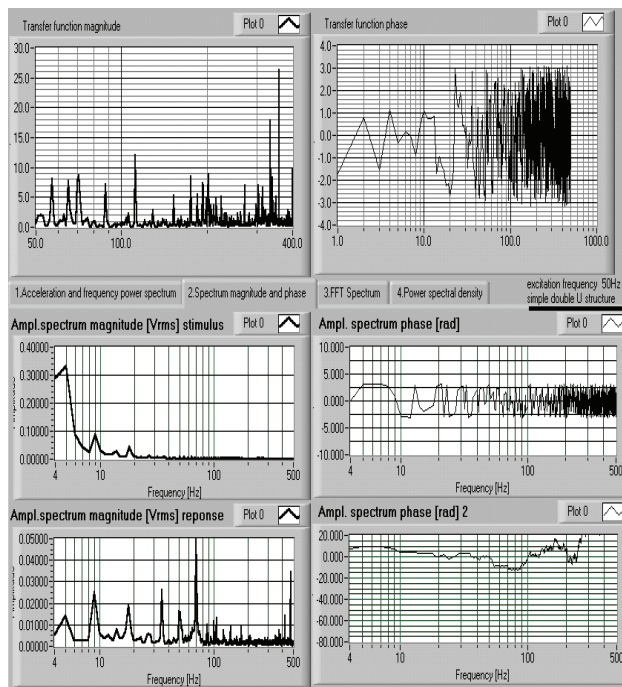 Transfer function magnitude
Plot 0
30.0
25.0
20.0
15.0
10.0
5.0
0.0
50.0 100.0 400.0
Transfer function phase
Plot 0
4.0
3.0
2.0
1.0
0.0
-1.0
-2.0
-3.0
-4.0
1.0 10.0 100.0 1000.0
1.Acceleration and frequency power spectrum
2.Spectrum magnitude and phase
3.FFT Spectrum
4.Power spectral density
excitation frequency 50Hz
simple double U structure
Ampl.spectrum magnitude [Vrms] stimulus
Plot 0
0.40000
0.30000
0.20000
0.10000
0.00000
4 10 100 500
Frequency [Hz]
Ampl. spectrum phase [rad]
Plot 0
10.000
5.000
0.000
-5.000
-10.000
4 10 100 500
Frequency [Hz]
Ampl.spectrum magnitude [Vrms] reponse
Plot 0
0.05000
0.04000
0.03000
0.02000
0.01000
0.00000
4 10 100 500
Frequency [Hz]
Ampl. spectrum phase [rad] 2
Plot 0
20.000
0.000
-20.000
-40.000
-60.000
-80.000
4 10 100 500
Frequency [Hz]